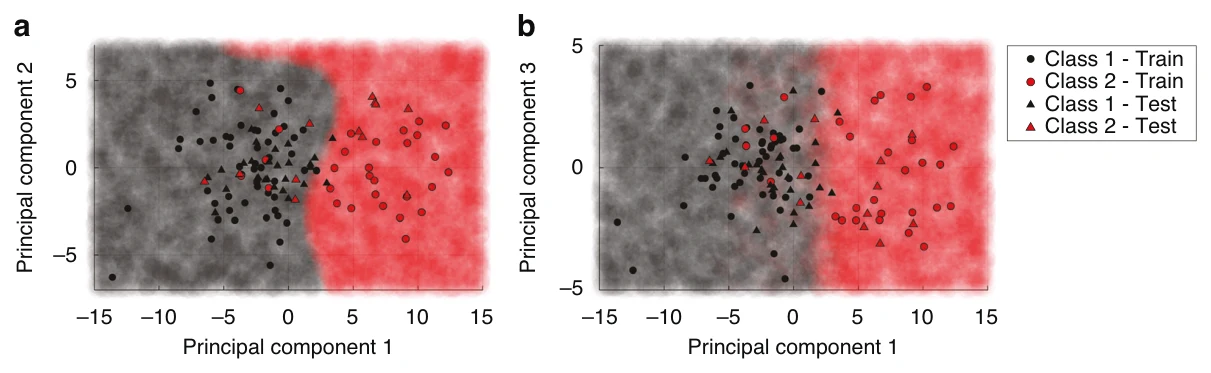 a
Principal component 2
5
0
–5
–15 –10 –5 0 5 10 15
Principal component 1
b
Principal component 3
5
0
–5
–15 –10 –5 0 5 10 15
Principal component 1
Class 1 - Train
Class 2 - Train
Class 1 - Test
Class 2 - Test